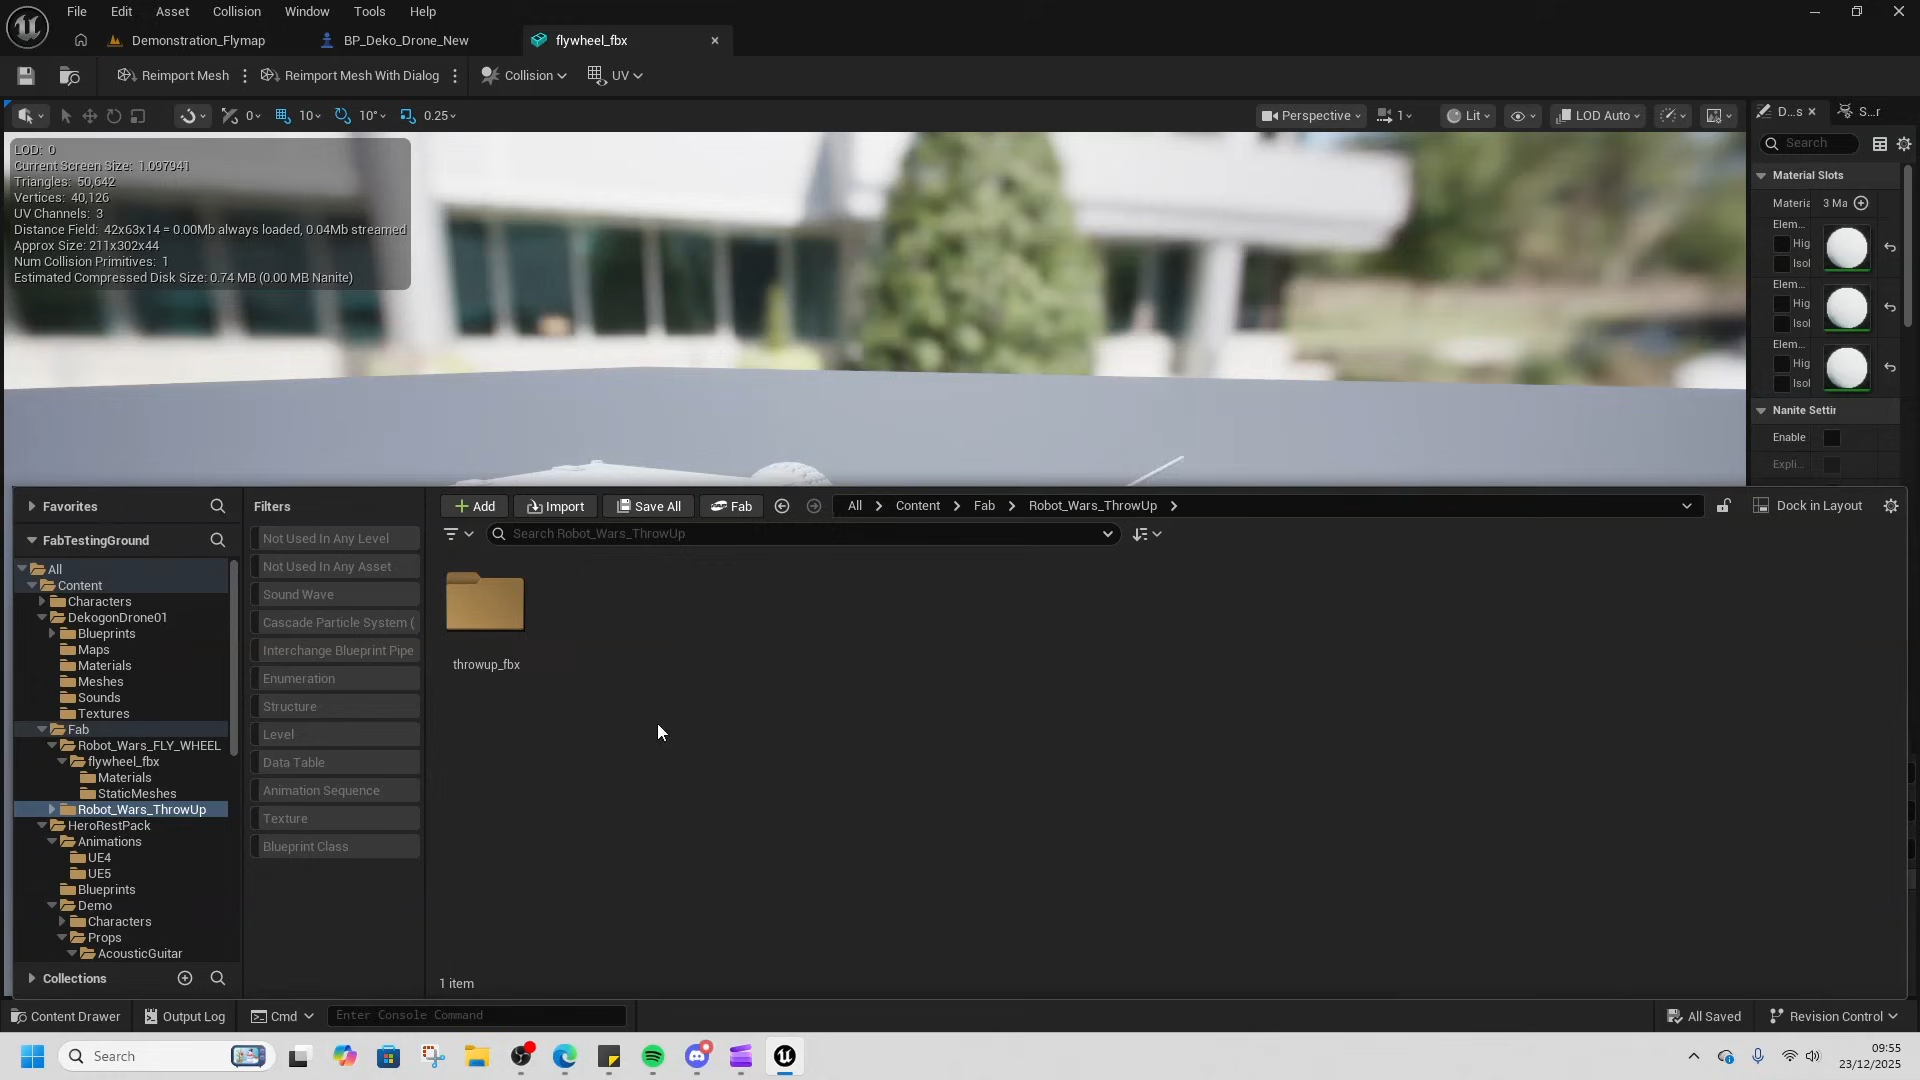 File Edit Asset Collision Window Tools Help
Demonstration_Flymap BP_Deko_Drone_New flywheel_fbx
Reimport Mesh Reimport Mesh With Dialog Collision UV
0 10 10° 0.25 Perspective 1 Lit LOD Auto
D...s S...r
LOD: 0
Current Screen Size: 1.097941
Triangles: 50,642
Vertices: 40,126
UV Channels: 3
Distance Field: 42x63x14 = 0.00Mb always loaded, 0.04Mb streamed
Approx Size: 211x302x44
Num Collision Primitives: 1
Estimated Compressed Disk Size: 0.74 MB (0.00 MB Nanite)
Search
Material Slots
Materia 3 Ma
Elem...
Hig
Isol
Elem...
Hig
Isol
Elem...
Hig
Isol
Nanite Settir
Enable
Expli...
Favorites
FabTestingGround
All
Content
Characters
DekogonDrone01
Blueprints
Maps
Materials
Meshes
Sounds
Textures
Fab
Robot_Wars_FLY_WHEEL
flywheel_fbx
Materials
StaticMeshes
Robot_Wars_ThrowUp
HeroRestPack
Animations
UE4
UE5
Blueprints
Demo
Characters
Props
AcousticGuitar
Collections
Filters
Not Used In Any Level
Not Used In Any Asset
Sound Wave
Cascade Particle System (
Interchange Blueprint Pipe
Enumeration
Structure
Level
Data Table
Animation Sequence
Texture
Blueprint Class
Add Import Save All Fab All Content Fab Robot_Wars_ThrowUp Dock in Layout
Search Robot_Wars_ThrowUp
throwup_fbx
1 item
Content Drawer Output Log Cmd Enter Console Command All Saved Revision Control
Search
09:55
23/12/2025